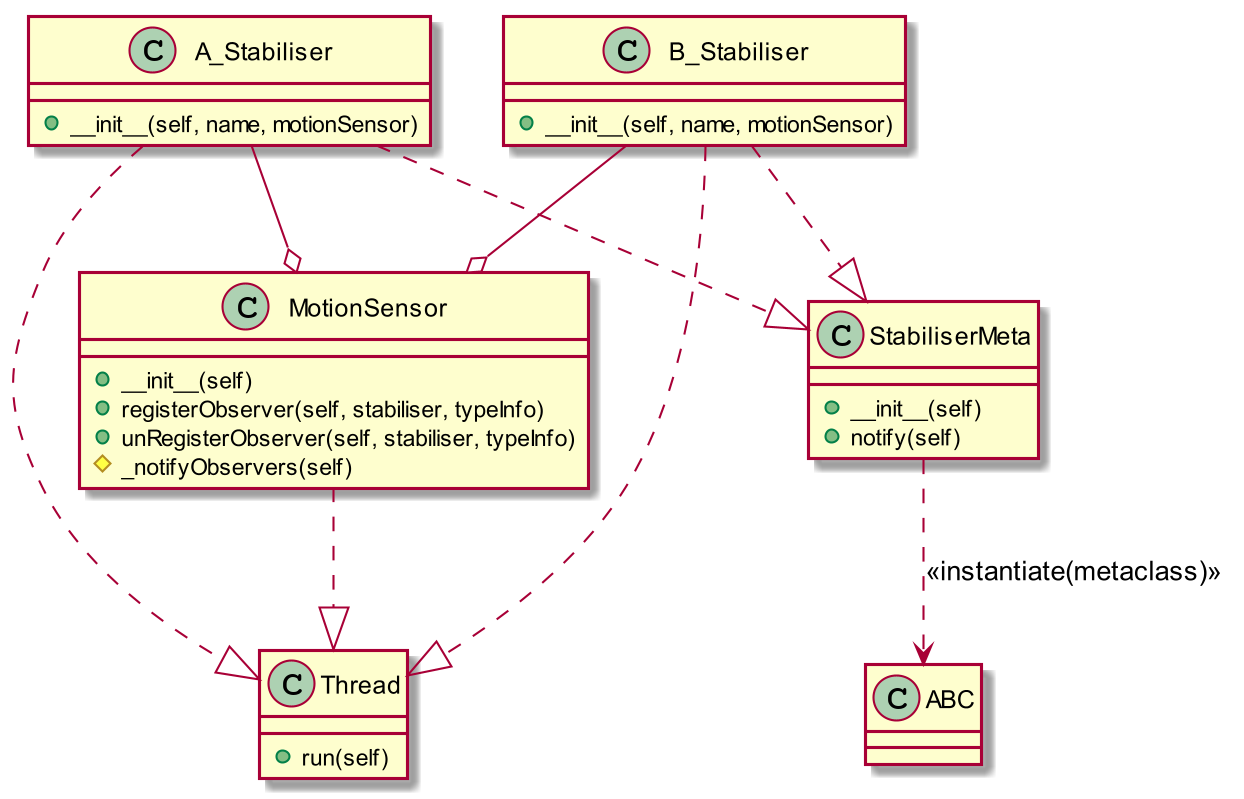 C A_Stabiliser
__init__(self, name, motionSensor)
C B_Stabiliser
__init__(self, name, motionSensor)
C MotionSensor
__init__(self)
registerObserver(self, stabiliser, typeInfo)
unRegisterObserver(self, stabiliser, typeInfo)
_notifyObservers(self)
C StabiliserMeta
__init__(self)
notify(self)
«instantiate(metaclass)»
C Thread
run(self)
C ABC